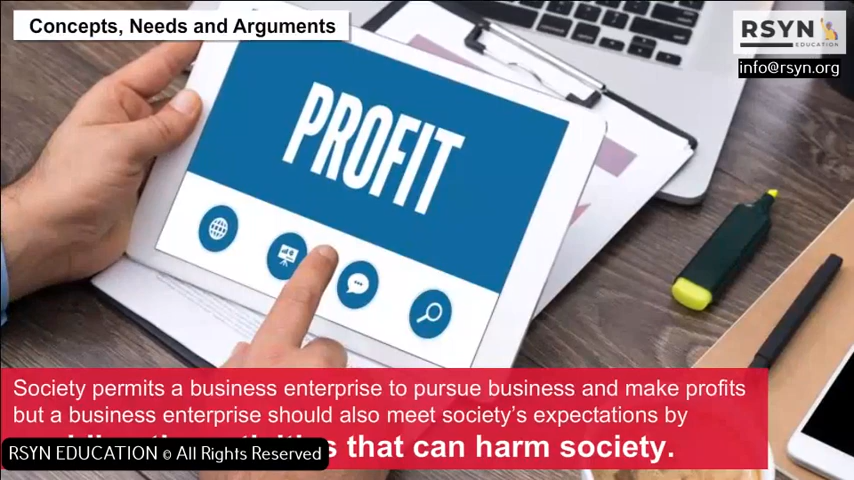 Concepts, Needs and Arguments
RSYN
EDUCATION
info@rsyn.org
PROFIT
Society permits a business enterprise to pursue business and make profits
but a business enterprise should also meet society's expectations by
that can harm society.
RSYN EDUCATION © All Rights Reserved